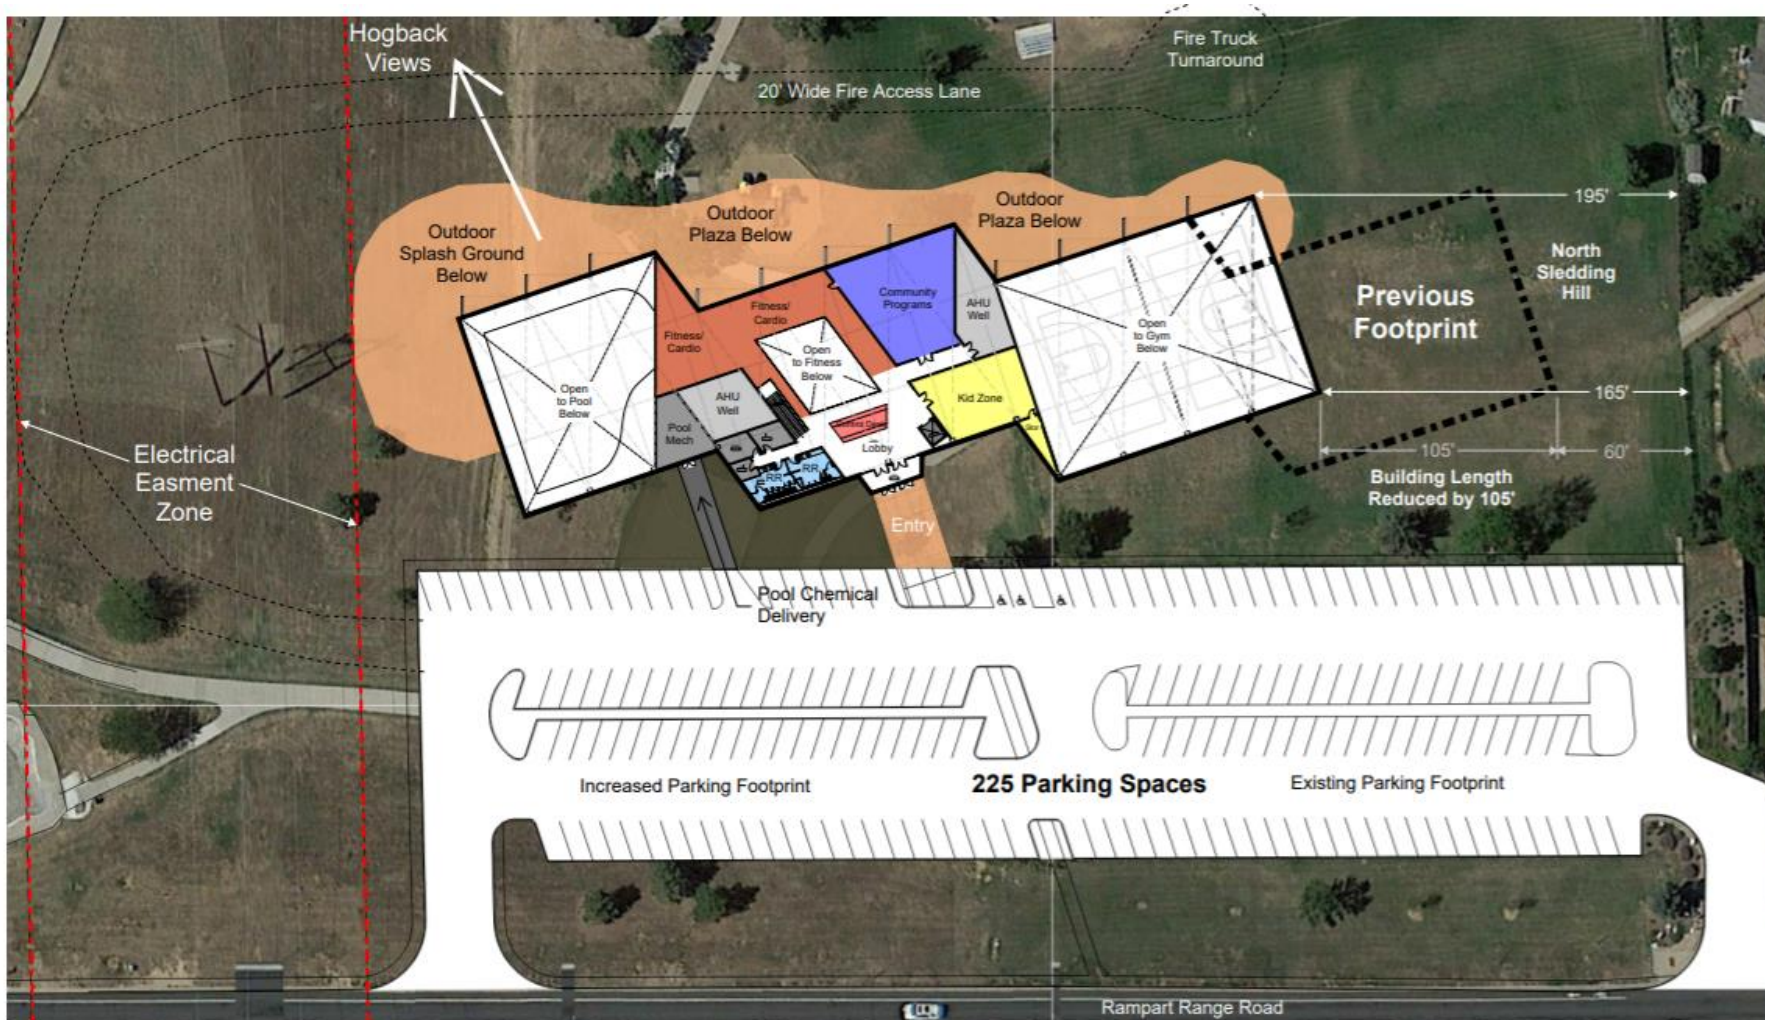 Hogback
Views
Fire Truck
Turnaround
20' Wide Fire Access Lane
195'
Outdoor
Plaza Below
Outdoor
Plaza Below
Outdoor
Splash Ground
Below
North
Sledding
Hill
Previous
Footprint
Community
Programs
AHU
Well
Fitness/
Cardio
Fitness/
Cardio
Open
to Fitness
Below
Open
to Gym
Below
Open
to Pool
Below
AHU
Well
Kid Zone
165'
Pool
Mech
Lobby
RR
RR
105'
60'
Building Length
Reduced by 105'
Electrical
Easment
Zone
Entry
Pool Chemical
Delivery
Increased Parking Footprint
225 Parking Spaces
Existing Parking Footprint
Rampart Range Road